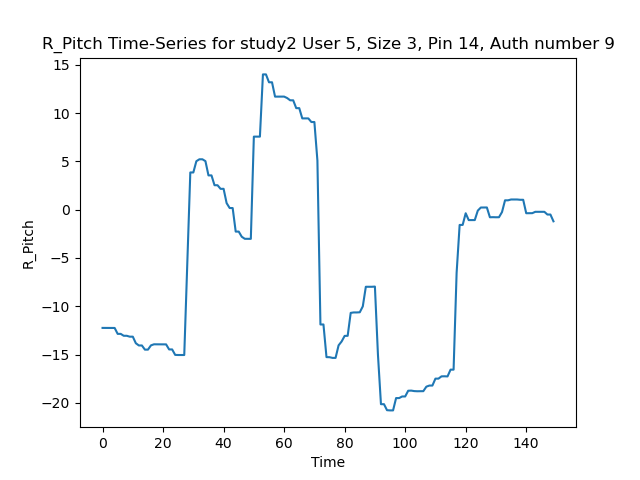 R_Pitch Time-Series for study2 User 5, Size 3, Pin 14, Auth number 9
15
10
5
0
−5
−10
−15
−20
R_Pitch
0 20 40 60 80 100 120 140
Time